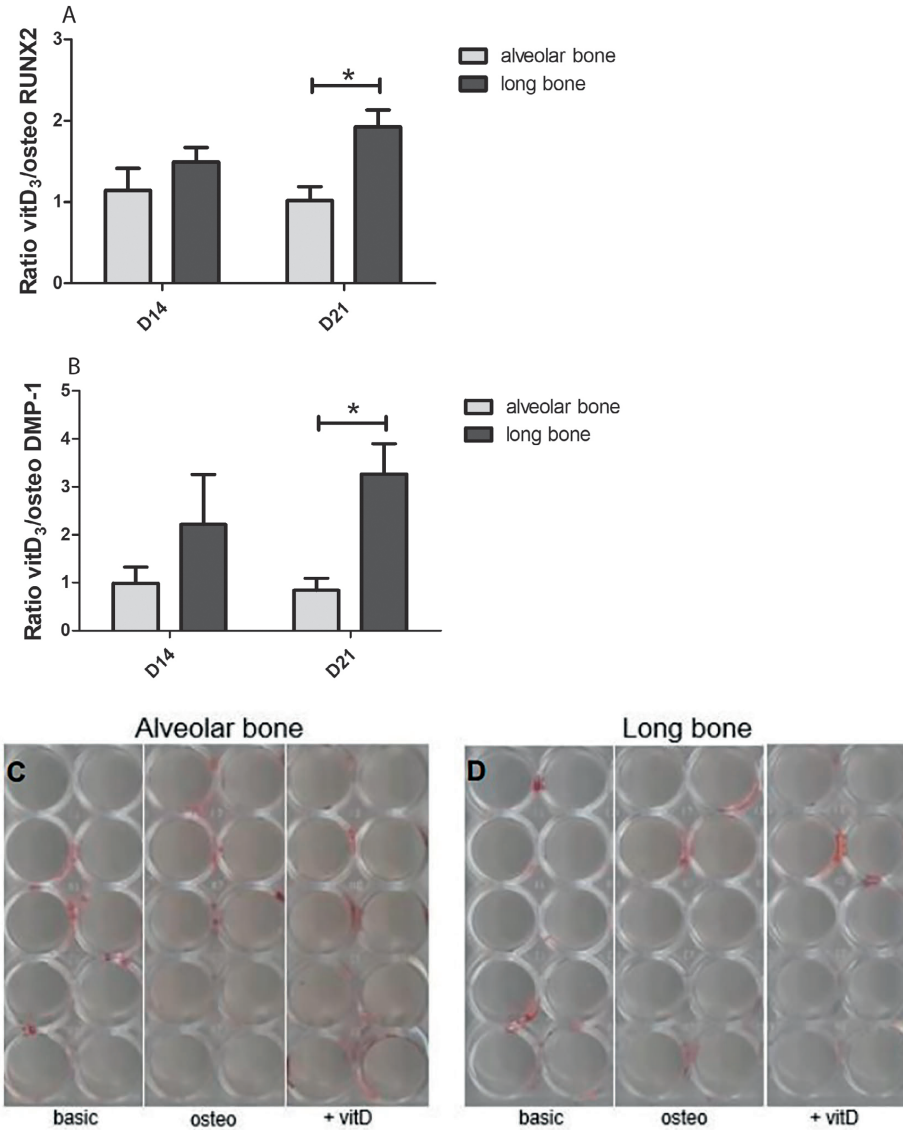 A
Ratio vitD₃/osteo RUNX2
3
2
1
0
*
D14
D21
alveolar bone
long bone
B
Ratio vitD₃/osteo DMP-1
5
4
3
2
1
0
*
D14
D21
alveolar bone
long bone
Alveolar bone
Long bone
C
D
basic
osteo
+ vitD
basic
osteo
+ vitD